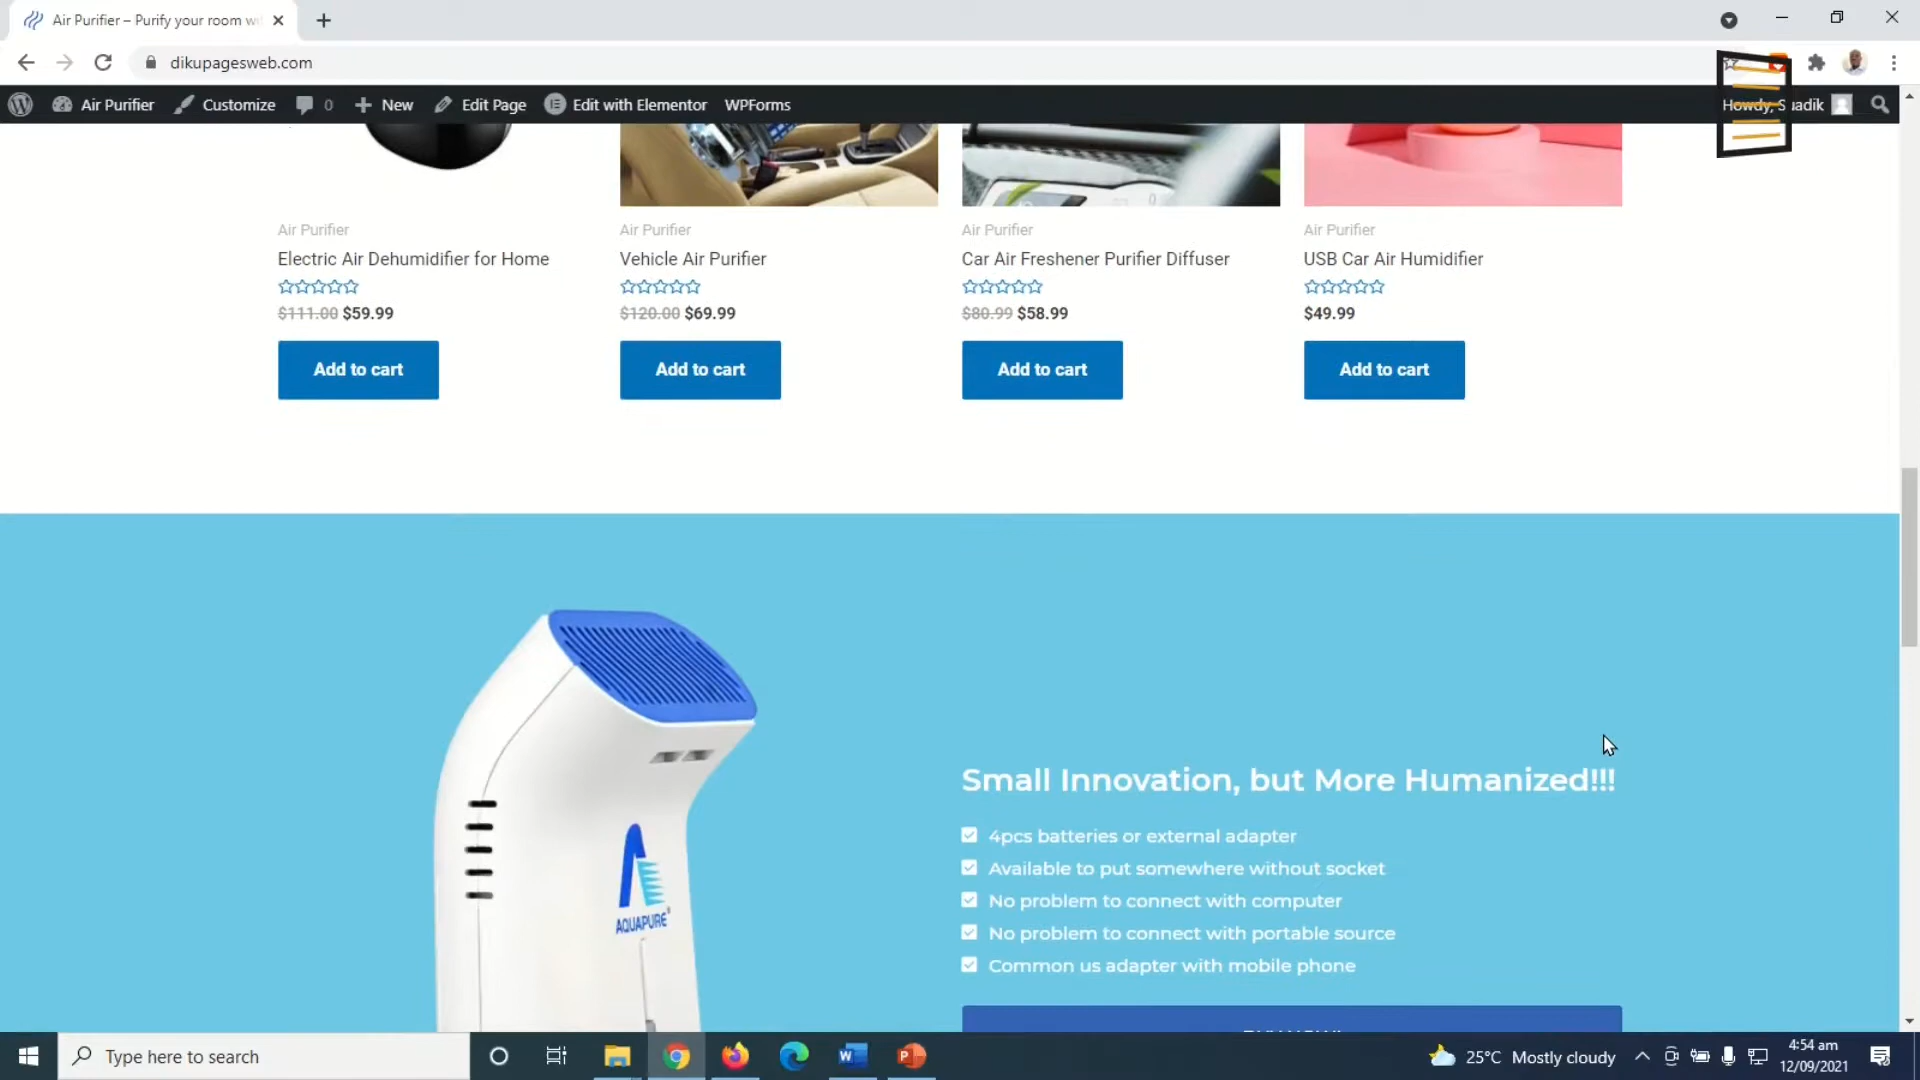 Air Purifier – Purify your room wi
dikupagesweb.com
Air Purifier
Customize
0
New
Edit Page
Edit with Elementor
WPForms
Howdy, Suadik
Air Purifier
Electric Air Dehumidifier for Home
$111.00 $59.99
Add to cart
Air Purifier
Vehicle Air Purifier
$120.00 $69.99
Add to cart
Air Purifier
Car Air Freshener Purifier Diffuser
$80.99 $58.99
Add to cart
Air Purifier
USB Car Air Humidifier
$49.99
Add to cart
AQUAPURE
Small Innovation, but More Humanized!!!
4pcs batteries or external adapter
Available to put somewhere without socket
No problem to connect with computer
No problem to connect with portable source
Common us adapter with mobile phone
Type here to search
25°C Mostly cloudy
4:54 am
12/09/2021